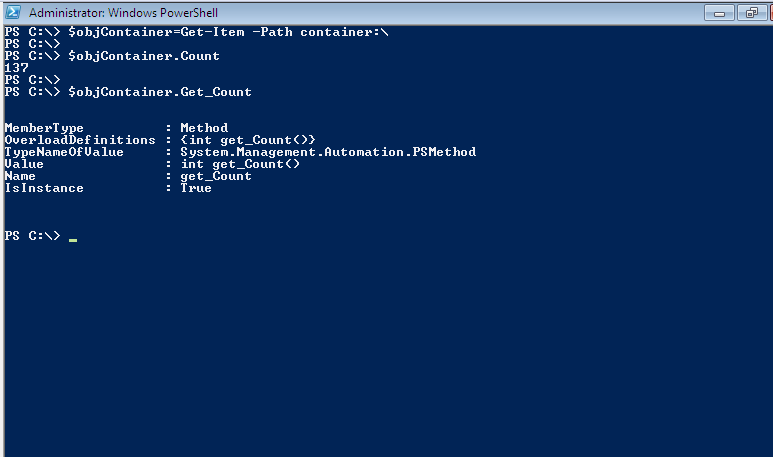 Administrator: Windows PowerShell
PS C:\> $objContainer=Get-Item -Path container:\
PS C:\>
PS C:\> $objContainer.Count
137
PS C:\>
PS C:\> $objContainer.Get_Count
MemberType          : Method
OverloadDefinitions : {int get_Count()}
TypeNameOfValue     : System.Management.Automation.PSMethod
Value               : int get_Count()
Name                : get_Count
IsInstance          : True
PS C:\> _